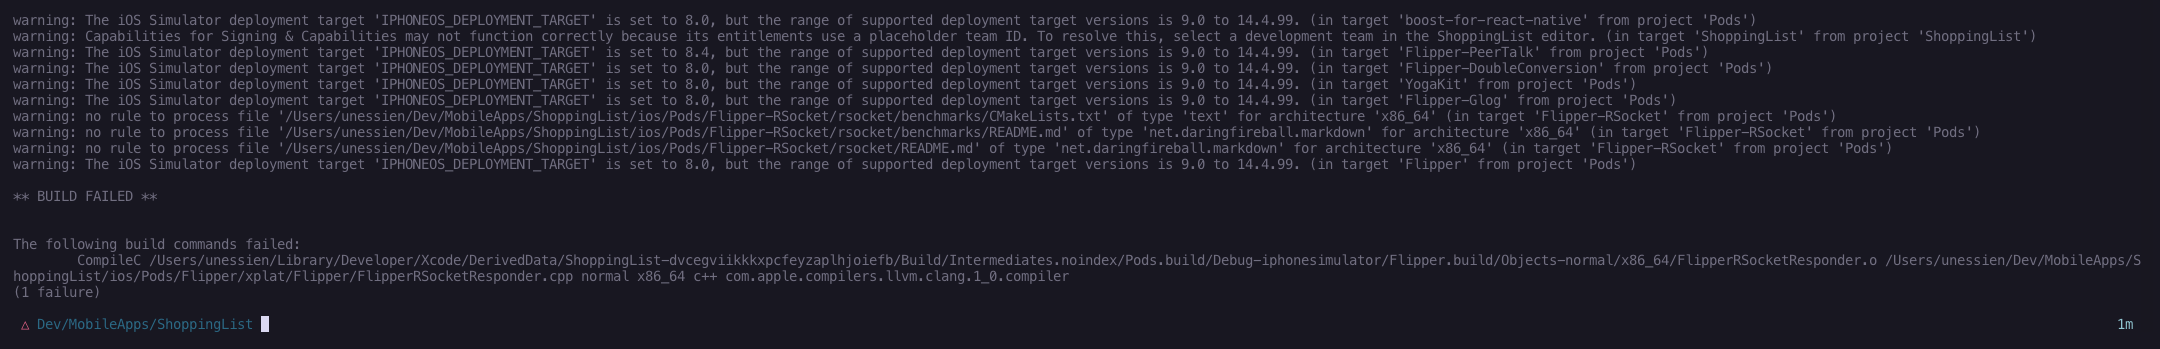 warning: The iOS Simulator deployment target 'IPHONEOS_DEPLOYMENT_TARGET' is set to 8.0, but the range of supported deployment target versions is 9.0 to 14.4.99. (in target 'boost-for-react-native' from project 'Pods')
warning: Capabilities for Signing & Capabilities may not function correctly because its entitlements use a placeholder team ID. To resolve this, select a development team in the ShoppingList editor. (in target 'ShoppingList' from project 'ShoppingList')
warning: The iOS Simulator deployment target 'IPHONEOS_DEPLOYMENT_TARGET' is set to 8.4, but the range of supported deployment target versions is 9.0 to 14.4.99. (in target 'Flipper-PeerTalk' from project 'Pods')
warning: The iOS Simulator deployment target 'IPHONEOS_DEPLOYMENT_TARGET' is set to 8.0, but the range of supported deployment target versions is 9.0 to 14.4.99. (in target 'Flipper-DoubleConversion' from project 'Pods')
warning: The iOS Simulator deployment target 'IPHONEOS_DEPLOYMENT_TARGET' is set to 8.0, but the range of supported deployment target versions is 9.0 to 14.4.99. (in target 'YogaKit' from project 'Pods')
warning: The iOS Simulator deployment target 'IPHONEOS_DEPLOYMENT_TARGET' is set to 8.0, but the range of supported deployment target versions is 9.0 to 14.4.99. (in target 'Flipper-Glog' from project 'Pods')
warning: no rule to process file '/Users/unessien/Dev/MobileApps/ShoppingList/ios/Pods/Flipper-RSocket/rsocket/benchmarks/CMakeLists.txt' of type 'text' for architecture 'x86_64' (in target 'Flipper-RSocket' from project 'Pods')
warning: no rule to process file '/Users/unessien/Dev/MobileApps/ShoppingList/ios/Pods/Flipper-RSocket/rsocket/benchmarks/README.md' of type 'net.daringfireball.markdown' for architecture 'x86_64' (in target 'Flipper-RSocket' from project 'Pods')
warning: no rule to process file '/Users/unessien/Dev/MobileApps/ShoppingList/ios/Pods/Flipper-RSocket/rsocket/README.md' of type 'net.daringfireball.markdown' for architecture 'x86_64' (in target 'Flipper-RSocket' from project 'Pods')
warning: The iOS Simulator deployment target 'IPHONEOS_DEPLOYMENT_TARGET' is set to 8.0, but the range of supported deployment target versions is 9.0 to 14.4.99. (in target 'Flipper' from project 'Pods')
** BUILD FAILED **
The following build commands failed:
CompileC /Users/unessien/Library/Developer/Xcode/DerivedData/ShoppingList-dvcegviikkkxpcfeyzaplhjoiefb/Build/Intermediates.noindex/Pods.build/Debug-iphonesimulator/Flipper.build/Objects-normal/x86_64/FlipperRSocketResponder.o /Users/unessien/Dev/MobileApps/S
hoppingList/ios/Pods/Flipper/xplat/Flipper/FlipperRSocketResponder.cpp normal x86_64 c++ com.apple.compilers.llvm.clang.1_0.compiler
(1 failure)
△ Dev/MobileApps/ShoppingList 1m